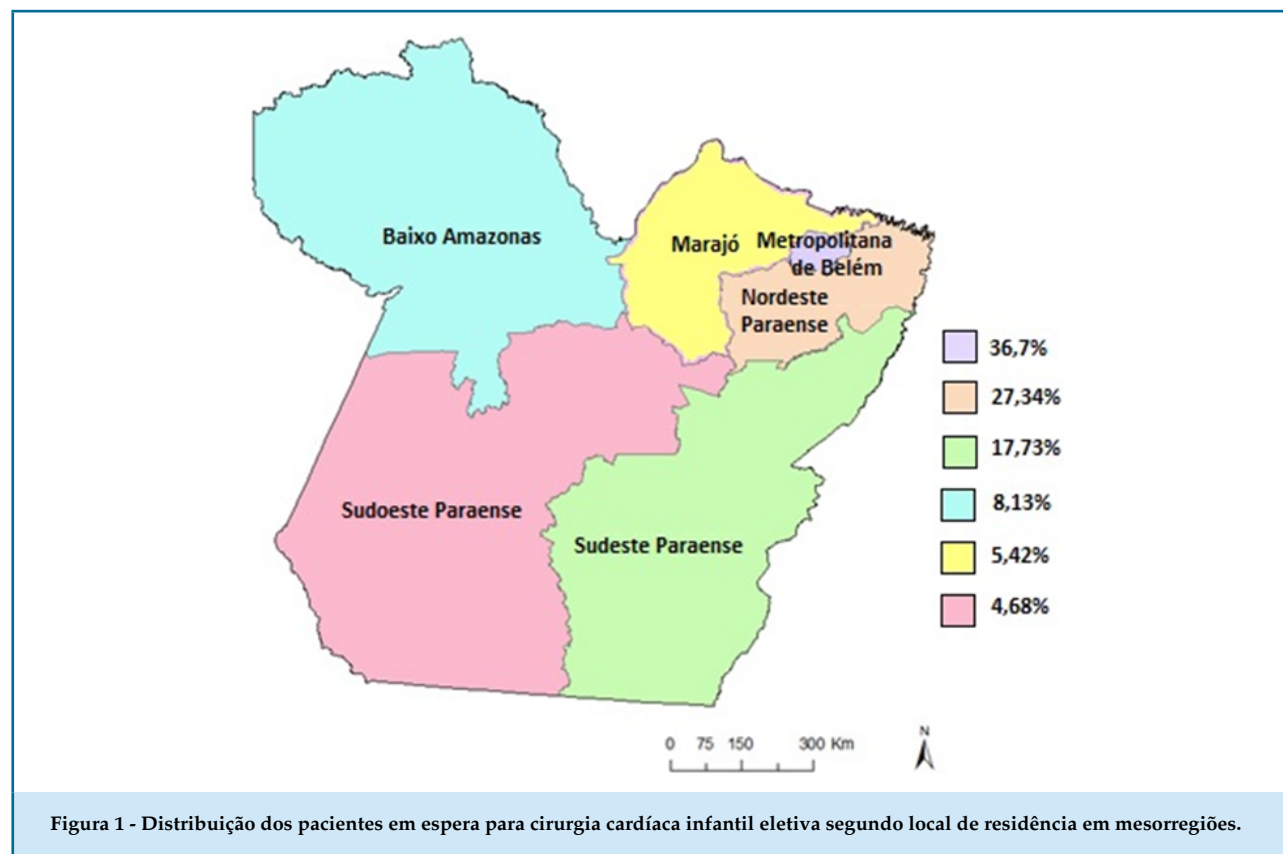 Baixo Amazonas
Marajó
Metropolitana
de Belém
Nordeste
Paraense
Sudoeste Paraense
Sudeste Paraense
36,7%
27,34%
17,73%
8,13%
5,42%
4,68%
0 75 150 300 Km
N
Figura 1 - Distribuição dos pacientes em espera para cirurgia cardíaca infantil eletiva segundo local de residência em mesorregiões.